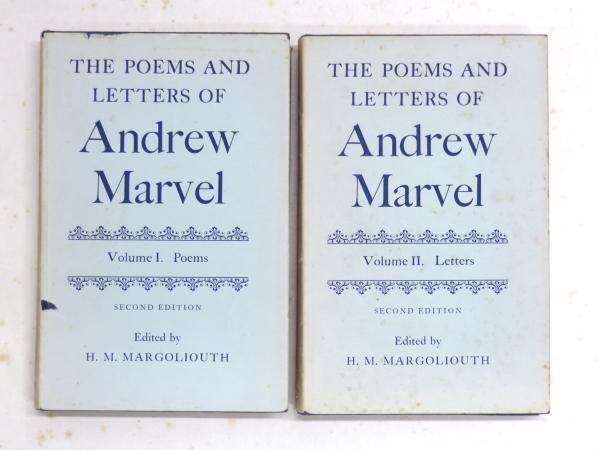 THE POEMS AND
LETTERS OF
Andrew
Marvel
Volume I. Poems
SECOND EDITION
Edited by
H. M. MARGOLIOUTH
THE POEMS AND
LETTERS OF
Andrew
Marvel
Volume II. Letters
SECOND EDITION
Edited by
H. M. MARGOLIOUTH